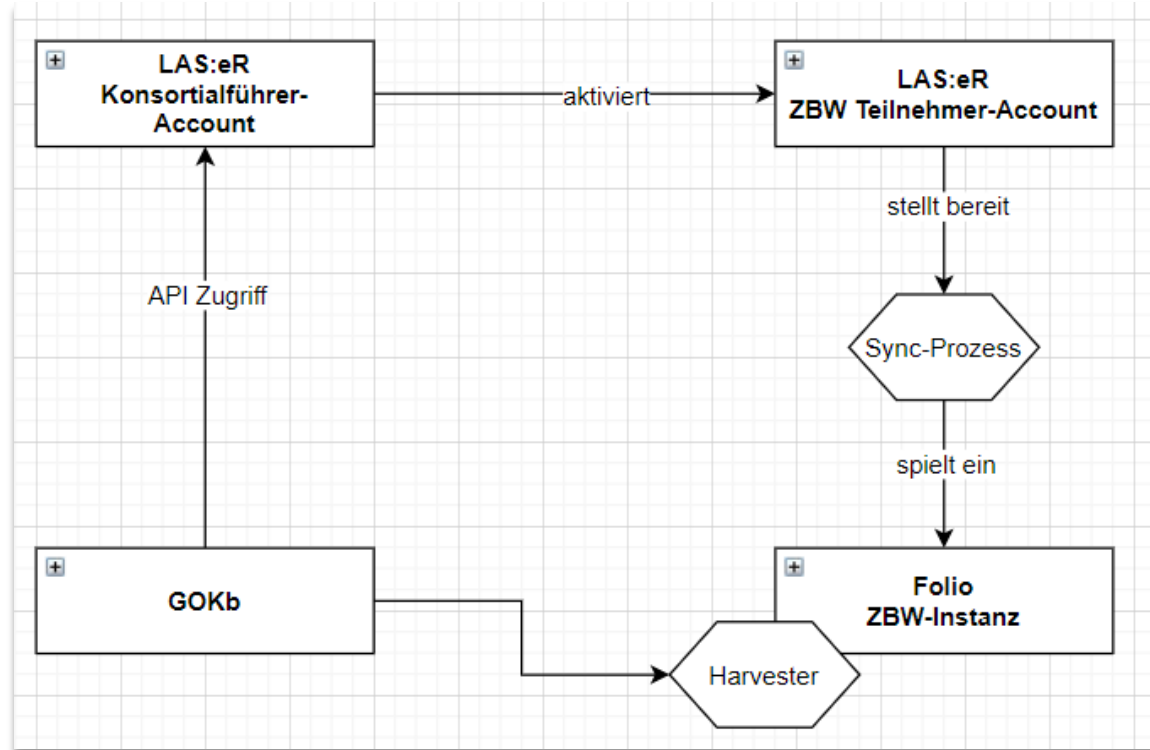 LAS:eR
Konsortialführer-
Account
aktiviert
LAS:eR
ZBW Teilnehmer-Account
stellt bereit
API Zugriff
Sync-Prozess
spielt ein
GOKb
Folio
ZBW-Instanz
Harvester